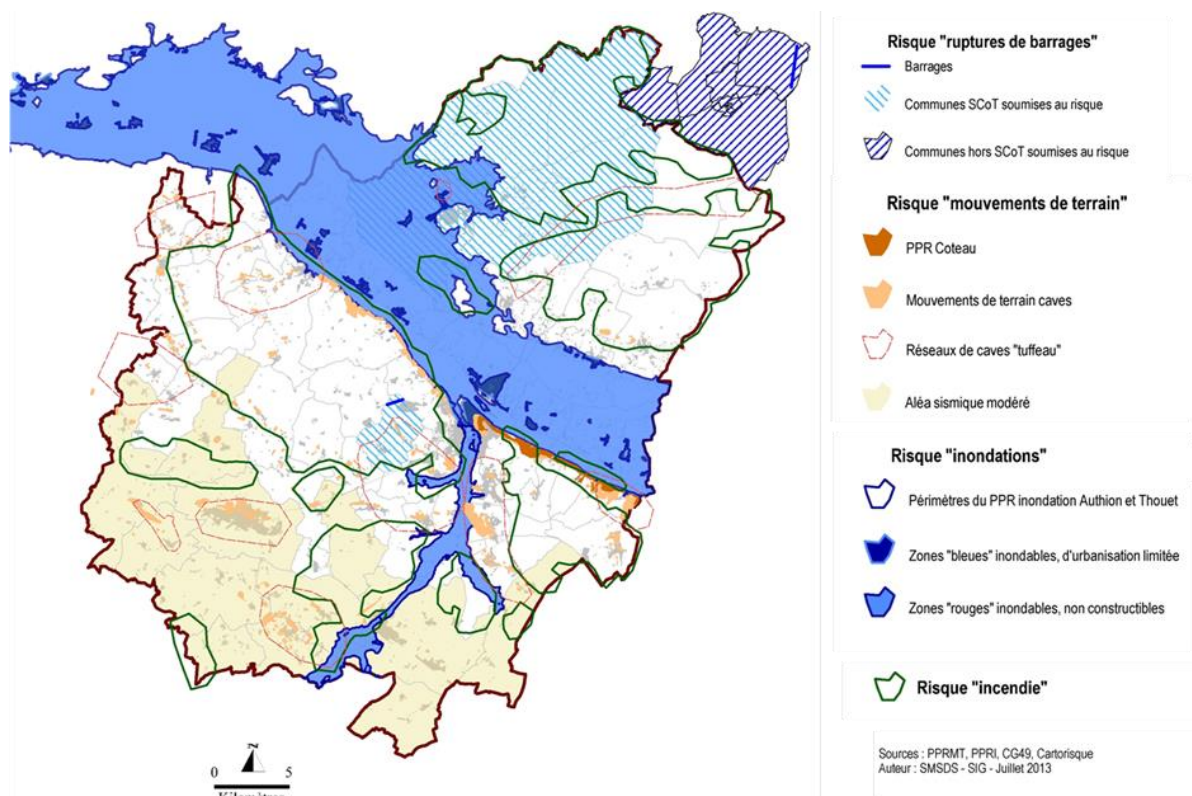 Risque "ruptures de barrages"
Barrages
Communes SCoT soumises au risque
Communes hors SCoT soumises au risque
Risque "mouvements de terrain"
PPR Coteau
Mouvements de terrain caves
Réseaux de caves "tuffeau"
Aléa sismique modéré
Risque "inondations"
Périmètres du PPR inondation Authion et Thouet
Zones "bleues" inondables, d'urbanisation limitée
Zones "rouges" inondables, non constructibles
Risque "incendie"
Sources : PPRMT, PPRI, CG49, Cartorisque
Auteur : SMSDS - SIG - Juillet 2013
N
0 5
Kilomètres